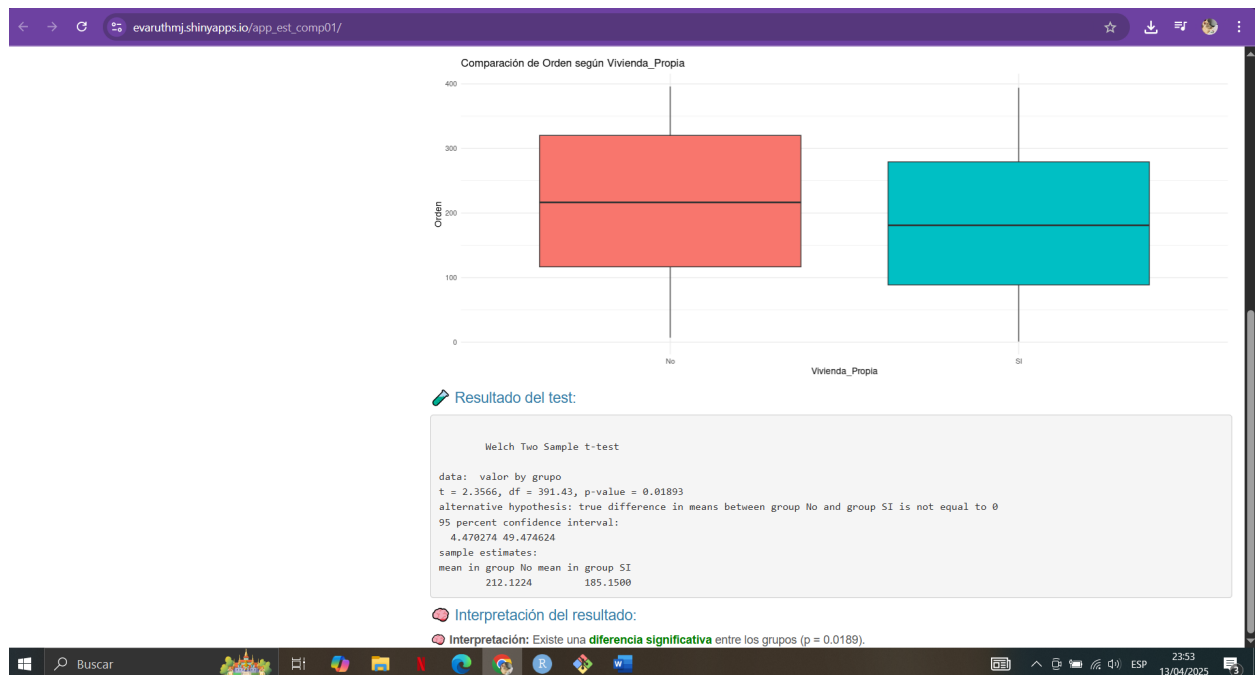 evaruthmj.shinyapps.io/app_est_comp01/
Comparación de Orden según Vivienda_Propia
400
300
200
100
0
Orden
No
SI
Vivienda_Propia
Resultado del test:
Welch Two Sample t-test
data:  valor by grupo
t = 2.3566, df = 391.43, p-value = 0.01893
alternative hypothesis: true difference in means between group No and group SI is not equal to 0
95 percent confidence interval:
4.470274 49.474624
sample estimates:
mean in group No mean in group SI
212.1224 185.1500
Interpretación del resultado:
Interpretación: Existe una diferencia significativa entre los grupos (p = 0.0189).
Buscar
N
R
W
ESP
23:53
13/04/2025
3